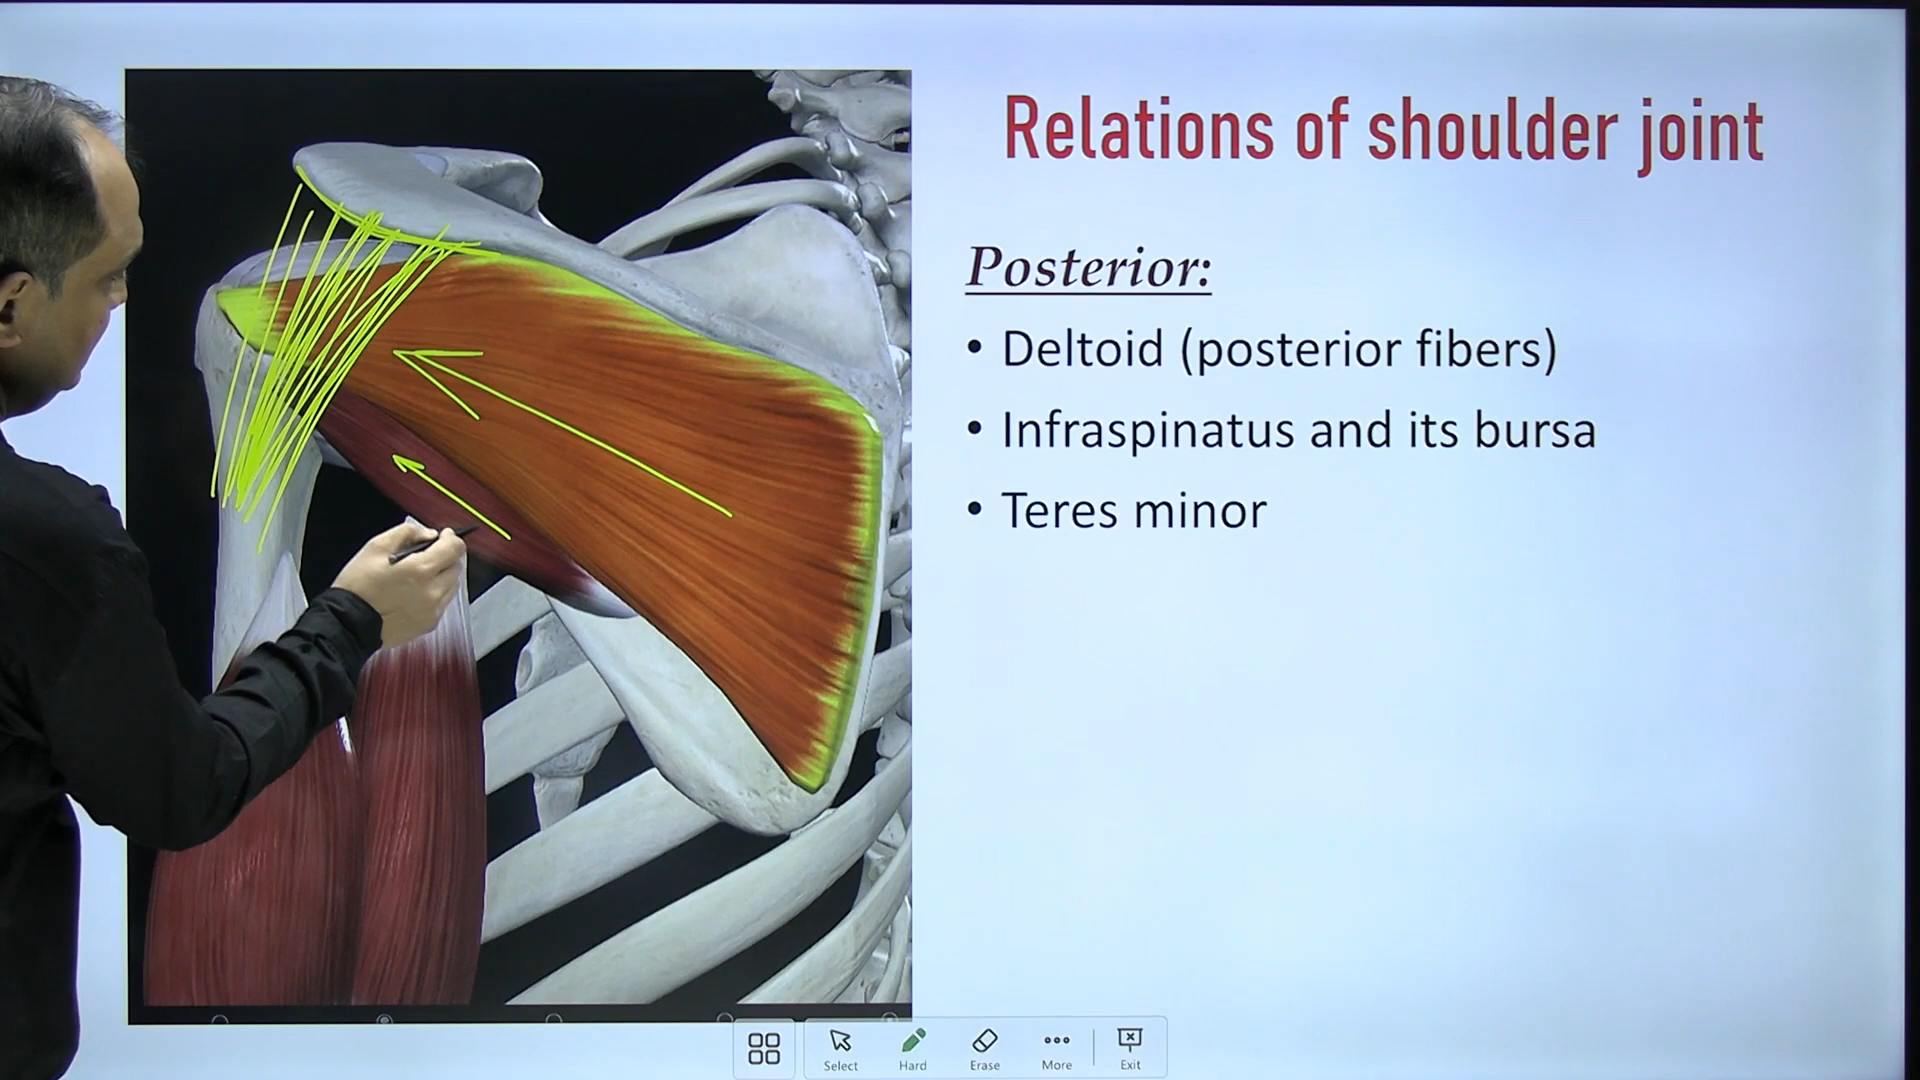 Relations of shoulder joint
Posterior:
• Deltoid (posterior fibers)
• Infraspinatus and its bursa
• Teres minor
Select Hard Erase More Exit